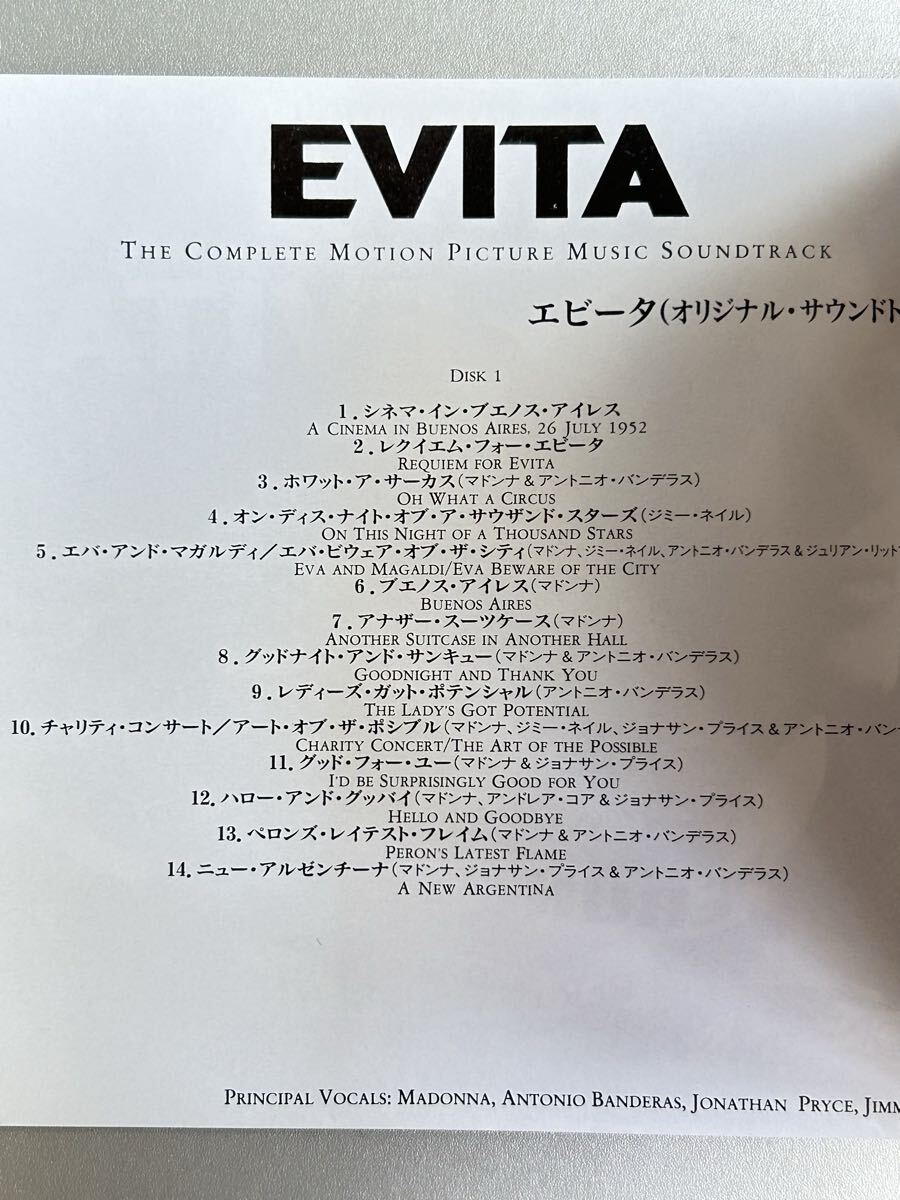 EVITA
THE COMPLETE MOTION PICTURE MUSIC SOUNDTRACK
エビータ(オリジナル・サウンドト
DISK 1
1.シネマ・イン・ブエノス・アイレス
A CINEMA IN BUENOS AIRES, 26 JULY 1952
2.レクイエム・フォー・エビータ
REQUIEM FOR EVITA
3.ホワット・ア・サーカス(マドンナ&アントニオ・バンデラス)
OH WHAT A CIRCUS
4.オン・ディス・ナイト・オブ・ア・サウザンド・スターズ(ジミー・ネイル)
ON THIS NIGHT OF A THOUSAND STARS
5.エバ・アンド・マガルディ/エバ・ビウェア・オブ・ザ・シティ(マドンナ、ジミー・ネイル、アントニオ・バンデラス&ジュリアン・リット
EVA AND MAGALDI/EVA BEWARE OF THE CITY
6.ブエノス・アイレス(マドンナ)
BUENOS AIRES
7.アナザー・スーツケース(マドンナ)
ANOTHER SUITCASE IN ANOTHER HALL
8.グッドナイト・アンド・サンキュー(マドンナ&アントニオ・バンデラス)
GOODNIGHT AND THANK YOU
9.レディーズ・ガット・ポテンシャル(アントニオ・バンデラス)
THE LADY'S GOT POTENTIAL
10.チャリティ・コンサート/アート・オブ・ザ・ポシブル(マドンナ、ジミー・ネイル、ジョナサン・プライス&アントニオ・バン
CHARITY CONCERT/THE ART OF THE POSSIBLE
11.グッド・フォー・ユー(マドンナ&ジョナサン・プライス)
I'D BE SURPRISINGLY GOOD FOR YOU
12.ハロー・アンド・グッバイ(マドンナ、アンドレア・コア&ジョナサン・プライス)
HELLO AND GOODBYE
13.ペロンズ・レイテスト・フレイム(マドンナ&アントニオ・バンデラス)
PERON'S LATEST FLAME
14.ニュー・アルゼンチーナ(マドンナ、ジョナサン・プライス&アントニオ・バンデラス)
A NEW ARGENTINA
PRINCIPAL VOCALS: MADONNA, ANTONIO BANDERAS, JONATHAN PRYCE, JIMM